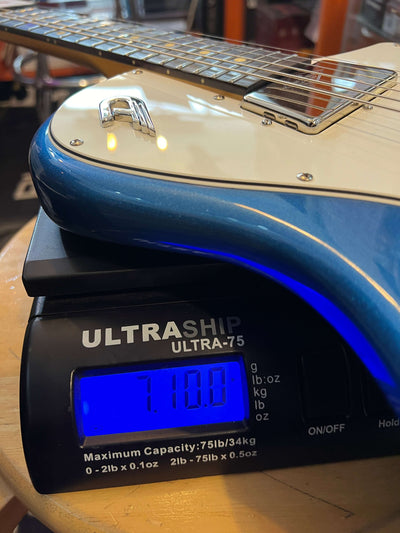 ULTRASHIP
ULTRA-75
7.10.0
g
lb:oz
kg
lb
oz
ON/OFF
Hold
Maximum Capacity:75lb/34kg
0 - 2lb x 0.1oz 2lb - 75lb x 0.5oz